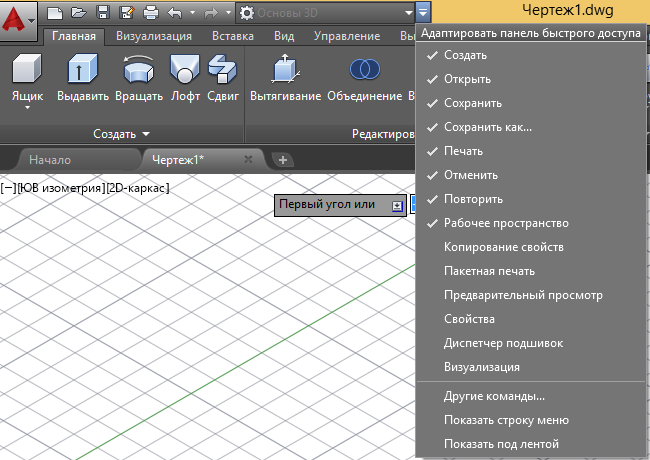 Основы 3D
Чертеж1.dwg
Главная
Визуализация
Вставка
Вид
Управление
Вы
Адаптировать панель быстрого доступа
Ящик
Выдавить
Вращать
Лофт
Сдвиг
Вытягивание
Объединение
В
Создать
Редактиров
Начало
Чертеж1*
[−][ЮВ изометрия][2D-каркас]
Первый угол или
Создать
Открыть
Сохранить
Сохранить как...
Печать
Отменить
Повторить
Рабочее пространство
Копирование свойств
Пакетная печать
Предварительный просмотр
Свойства
Диспетчер подшивок
Визуализация
Другие команды...
Показать строку меню
Показать под лентой